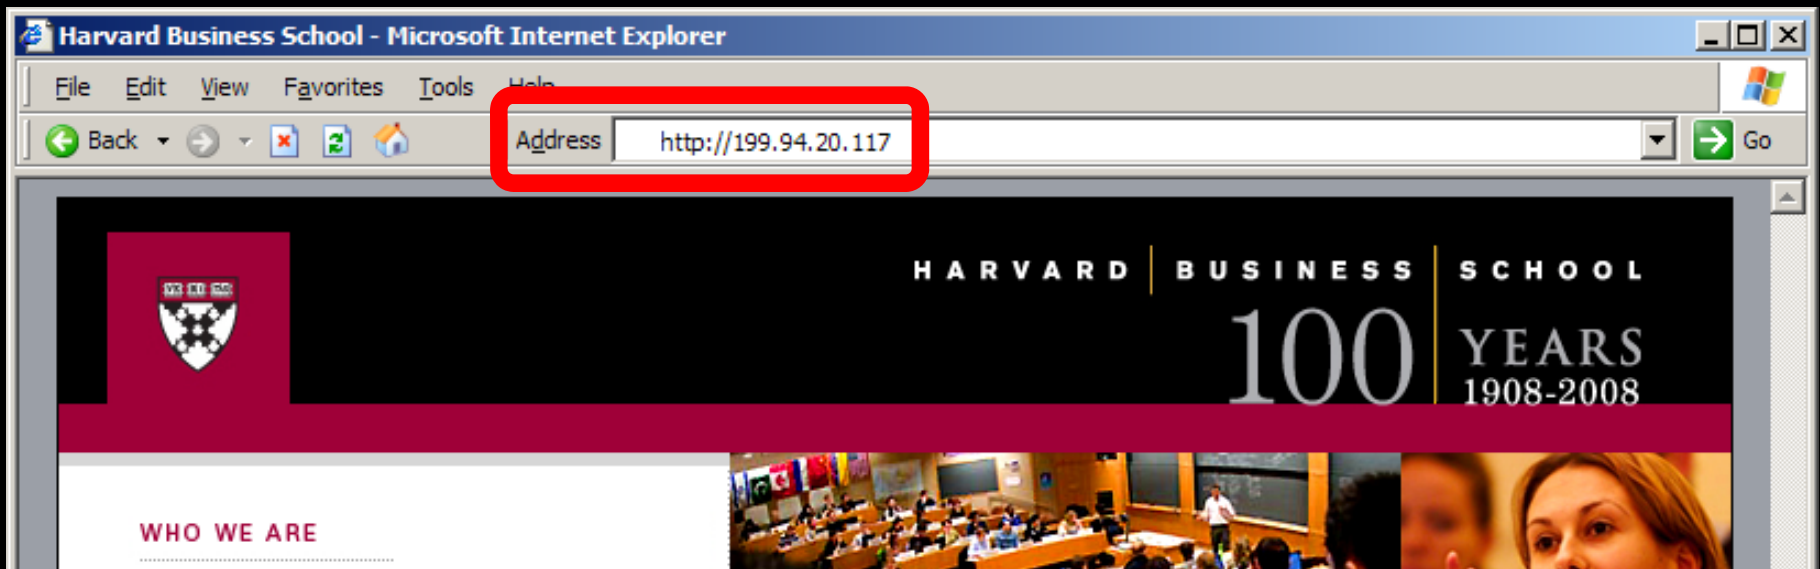 Harvard Business School - Microsoft Internet Explorer
File Edit View Favorites Tools Help
Back Address http://199.94.20.117 Go
HARVARD BUSINESS SCHOOL
100 YEARS
1908-2008
WHO WE ARE